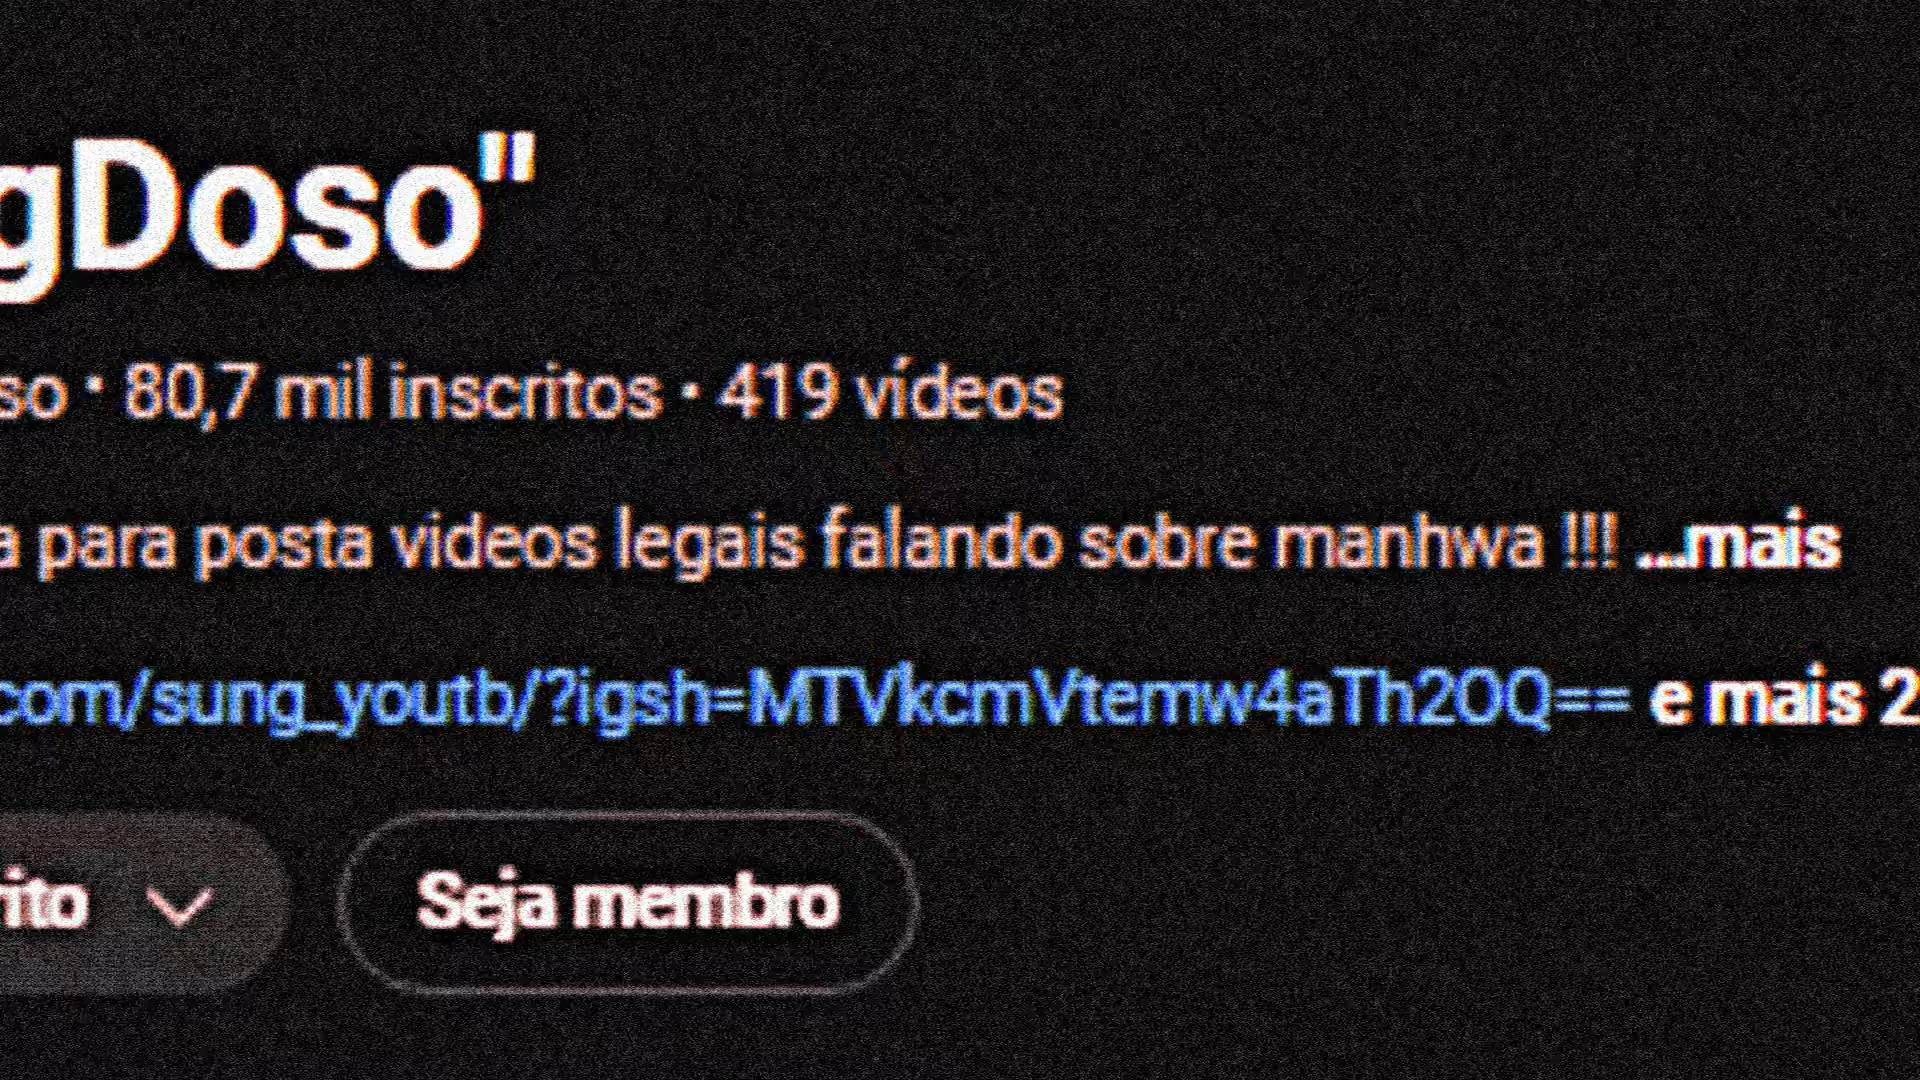 gDoso"
so • 80,7 mil inscritos • 419 vídeos
a para posta videos legais falando sobre manhwa !!! ...mais
com/sung_youtb/?igsh=MTVkcmVtemw4aTh2OQ== e mais 2
rito
Seja membro